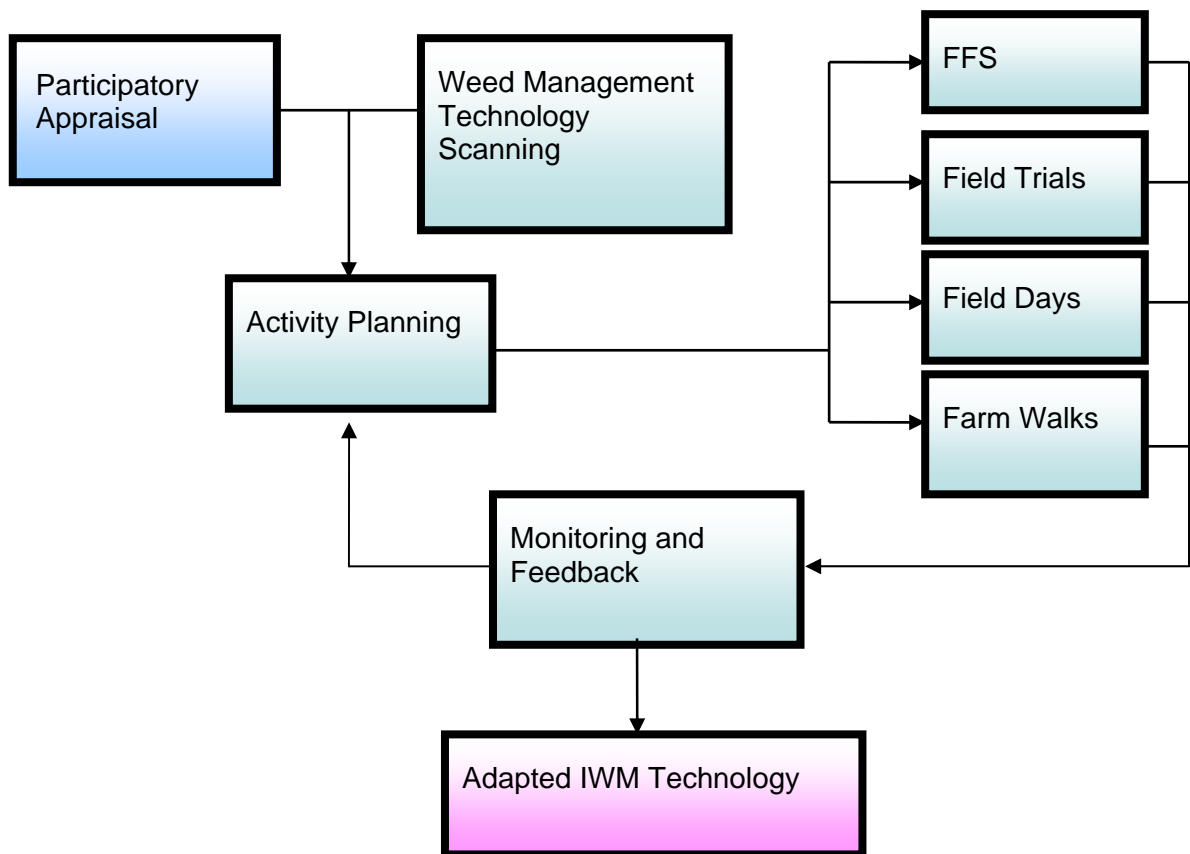 Participatory
Appraisal
Weed Management
Technology
Scanning
FFS
Field Trials
Activity Planning
Field Days
Farm Walks
Monitoring and
Feedback
Adapted IWM Technology